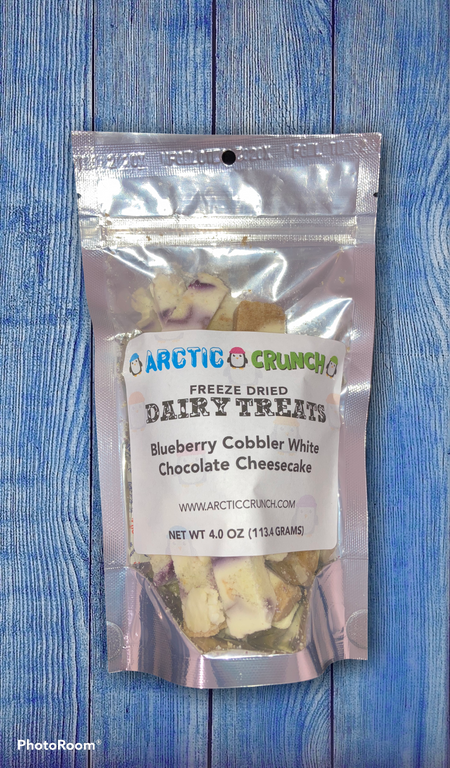 ARCTIC CRUNCH
FREEZE DRIED
DAIRY TREATS
Blueberry Cobbler White
Chocolate Cheesecake
WWW.ARCTICCRUNCH.COM
NET WT 4.0 OZ (113.4 GRAMS)
PhotoRoom